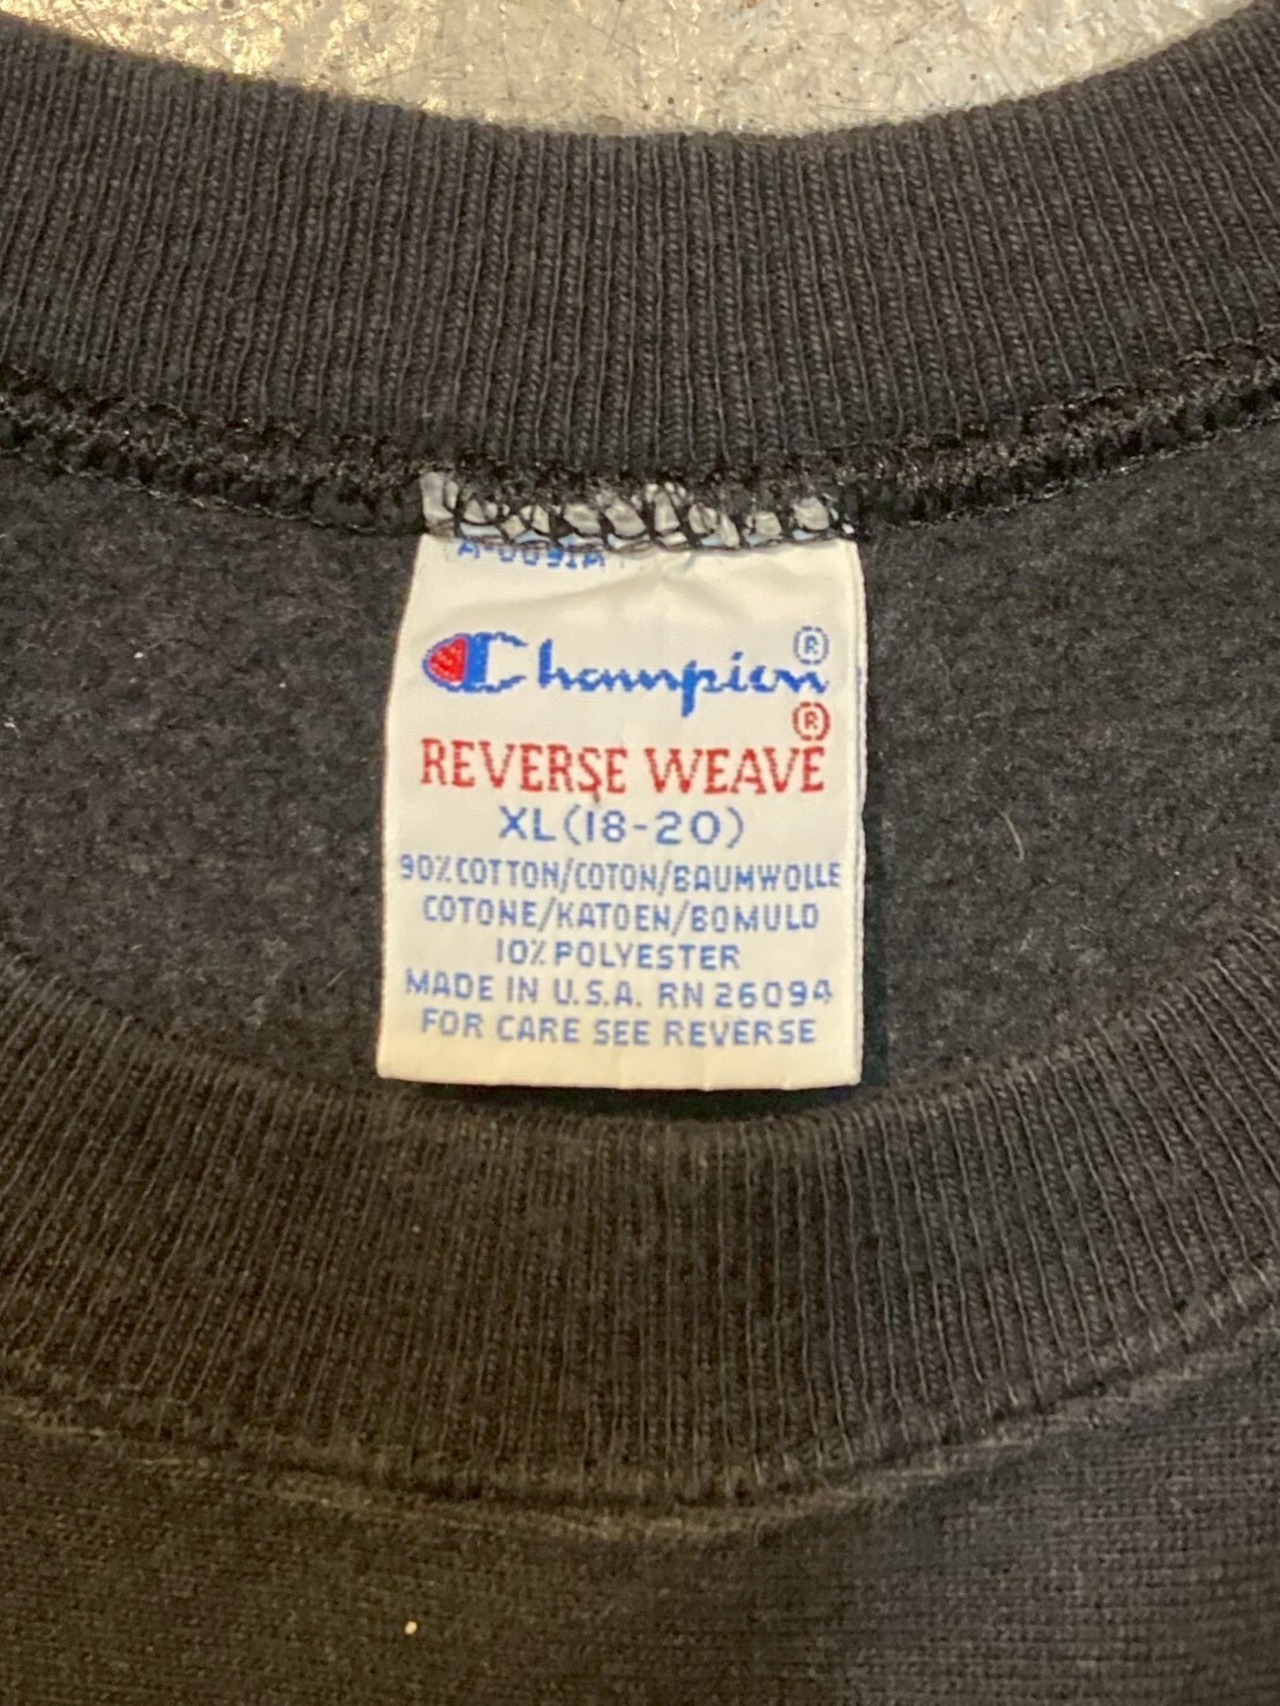 A-0091A
Champion®
®
REVERSE WEAVE
XL(18-20)
90% COTTON/COTON/BAUMWOLLE
COTONE/KATOEN/BOMULD
10% POLYESTER
MADE IN U.S.A. RN 26094
FOR CARE SEE REVERSE